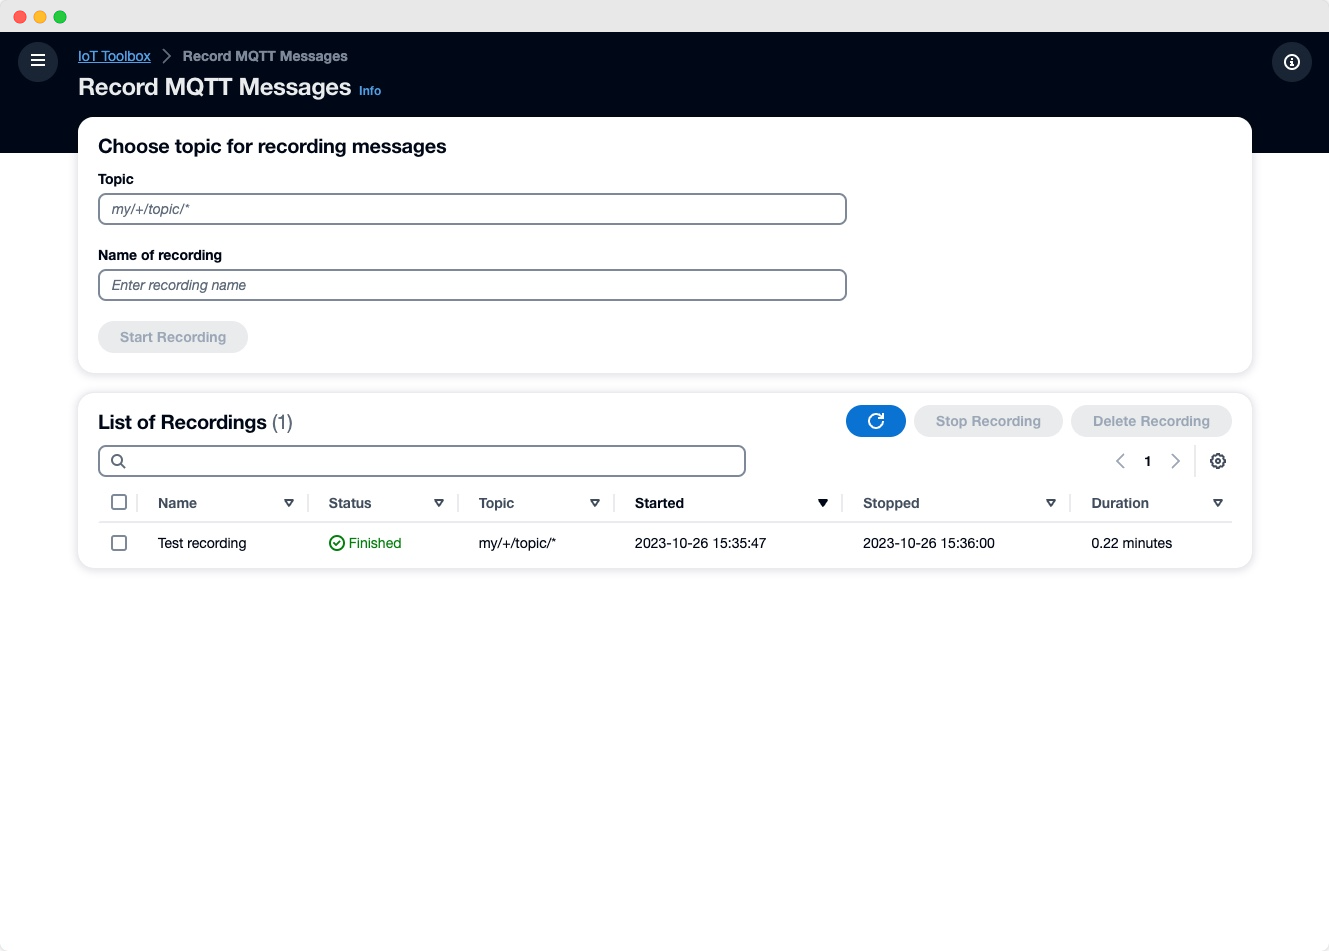 IoT Toolbox Record MQTT Messages
Record MQTT Messages Info
Choose topic for recording messages
Topic
my/+/topic/*
Name of recording
Enter recording name
Start Recording
List of Recordings (1)
Stop Recording Delete Recording
1
Name Status Topic Started Stopped Duration
Test recording Finished my/+/topic/* 2023-10-26 15:35:47 2023-10-26 15:36:00 0.22 minutes